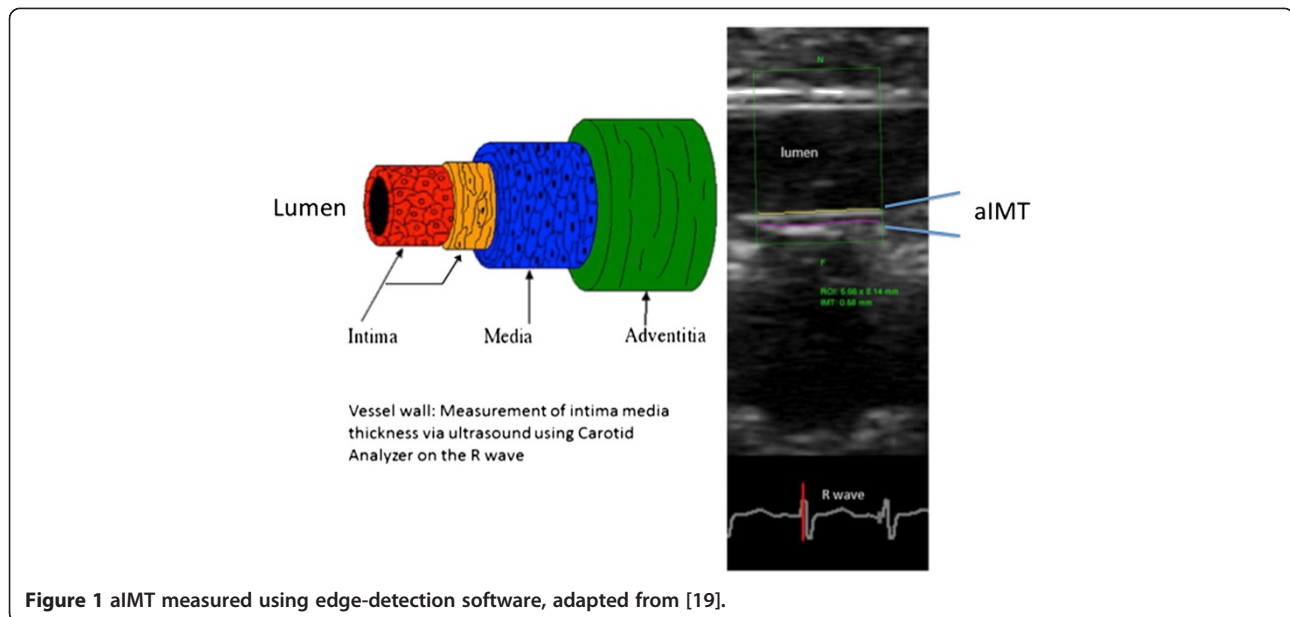 Lumen
Intima
Media
Adventitia
Vessel wall: Measurement of intima media
thickness via ultrasound using Carotid
Analyzer on the R wave
N
lumen
aIMT
F
ROI: 5.66 x 8.14 mm
IMT: 0.58 mm
R wave
Figure 1 aIMT measured using edge-detection software, adapted from [19].